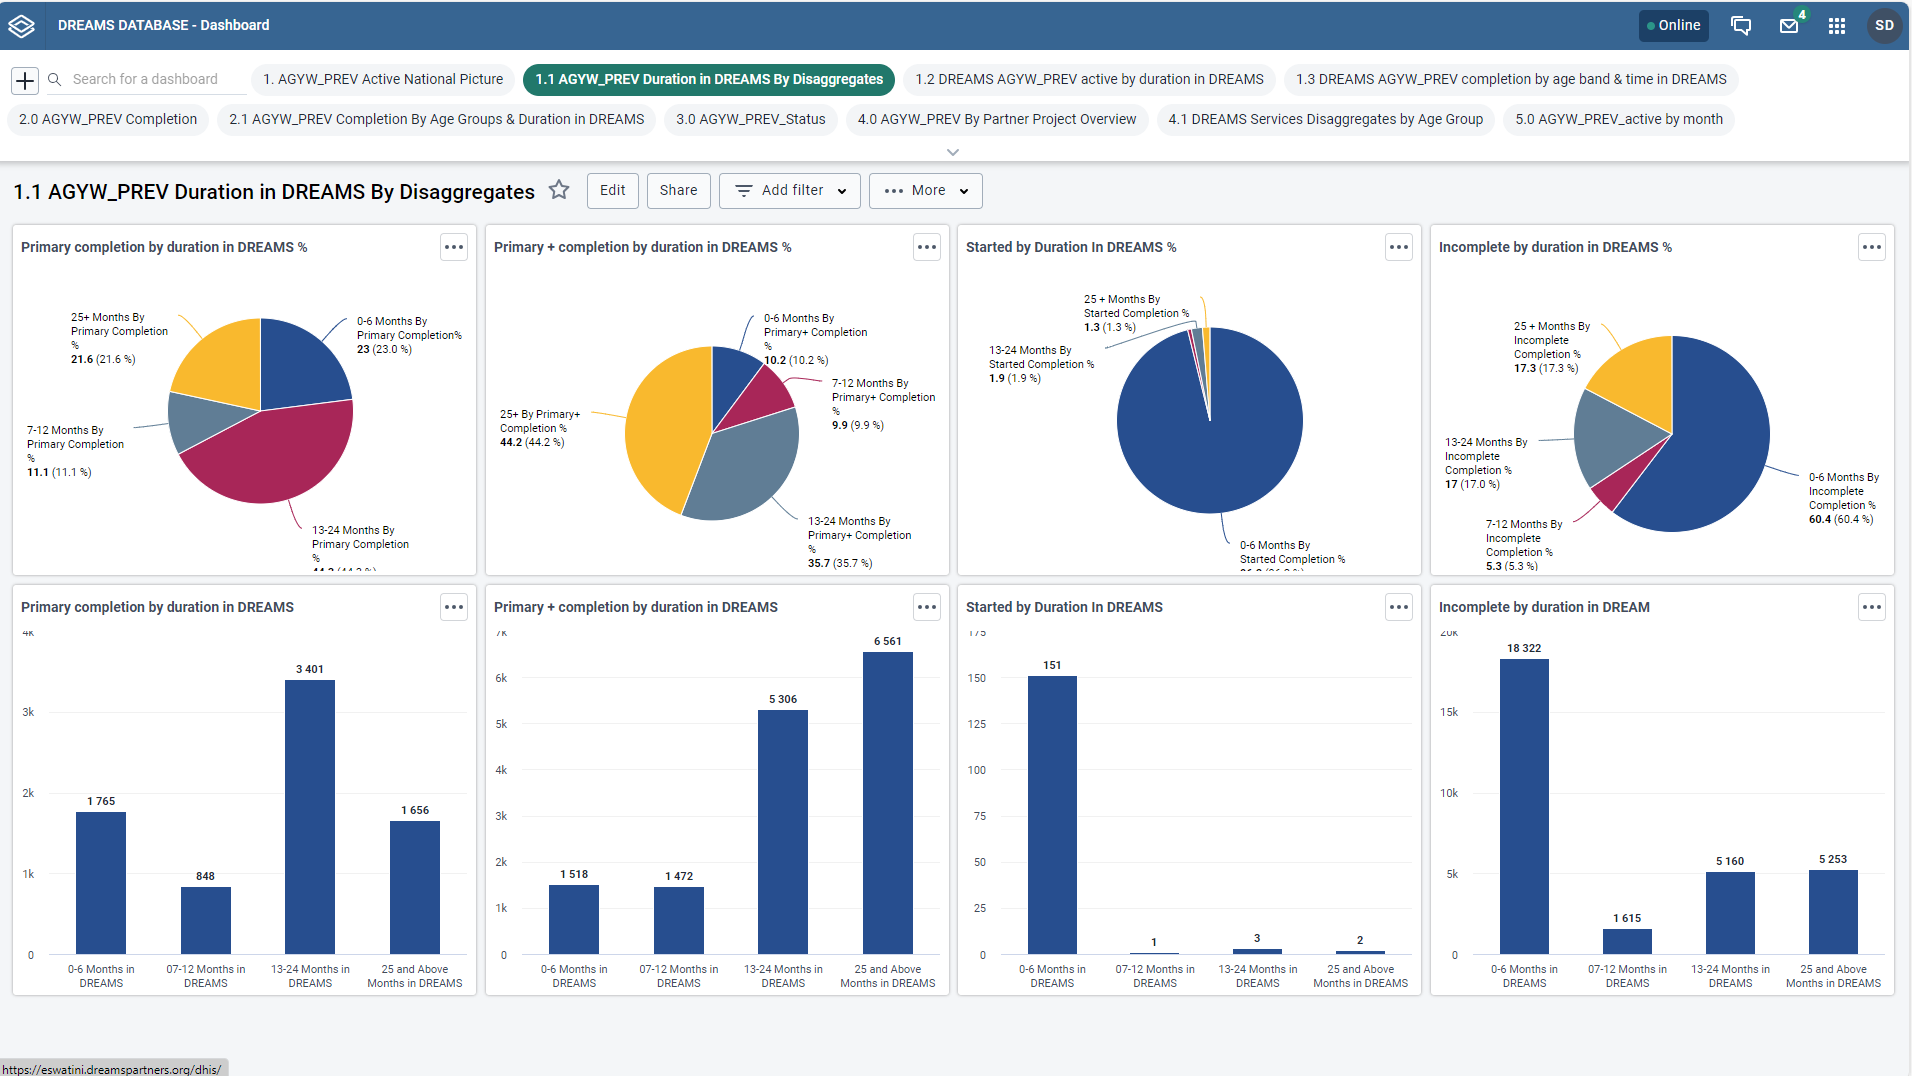 DREAMS DATABASE - Dashboard
Online
4
SD
Search for a dashboard
1. AGYW_PREV Active National Picture
1.1 AGYW_PREV Duration in DREAMS By Disaggregates
1.2 DREAMS AGYW_PREV active by duration in DREAMS
1.3 DREAMS AGYW_PREV completion by age band & time in DREAMS
2.0 AGYW_PREV Completion
2.1 AGYW_PREV Completion By Age Groups & Duration in DREAMS
3.0 AGYW_PREV_Status
4.0 AGYW_PREV By Partner Project Overview
4.1 DREAMS Services Disaggregates by Age Group
5.0 AGYW_PREV_active by month
1.1 AGYW_PREV Duration in DREAMS By Disaggregates
Edit
Share
Add filter
More
Primary completion by duration in DREAMS %
25+ Months By
Primary Completion
%
21.6 (21.6 %)
0-6 Months By
Primary Completion%
23 (23.0 %)
7-12 Months By
Primary Completion
%
11.1 (11.1 %)
13-24 Months By
Primary Completion
%
Primary + completion by duration in DREAMS %
0-6 Months By
Primary+ Completion
%
10.2 (10.2 %)
7-12 Months By
Primary+ Completion
%
9.9 (9.9 %)
25+ By Primary+
Completion %
44.2 (44.2 %)
13-24 Months By
Primary+ Completion
%
35.7 (35.7 %)
Started by Duration In DREAMS %
25 + Months By
Started Completion %
1.3 (1.3 %)
13-24 Months By
Started Completion %
1.9 (1.9 %)
0-6 Months By
Started Completion %
Incomplete by duration in DREAMS %
25 + Months By
Incomplete
Completion %
17.3 (17.3 %)
13-24 Months By
Incomplete
Completion %
17 (17.0 %)
0-6 Months By
Incomplete
Completion %
60.4 (60.4 %)
7-12 Months By
Incomplete
Completion %
5.3 (5.3 %)
Primary completion by duration in DREAMS
4k
3k
2k
1k
0
1 765
848
3 401
1 656
0-6 Months in
DREAMS
07-12 Months in
DREAMS
13-24 Months in
DREAMS
25 and Above
Months in DREAMS
Primary + completion by duration in DREAMS
7k
6k
5k
4k
3k
2k
1k
0
1 518
1 472
5 306
6 561
0-6 Months in
DREAMS
07-12 Months in
DREAMS
13-24 Months in
DREAMS
25 and Above
Months in DREAMS
Started by Duration In DREAMS
175
150
125
100
75
50
25
0
151
1
3
2
0-6 Months in
DREAMS
07-12 Months in
DREAMS
13-24 Months in
DREAMS
25 and Above
Months in DREAMS
Incomplete by duration in DREAM
20k
15k
10k
5k
0
18 322
1 615
5 160
5 253
0-6 Months in
DREAMS
07-12 Months in
DREAMS
13-24 Months in
DREAMS
25 and Above
Months in DREAMS
https://eswatini.dreamspartners.org/dhis/